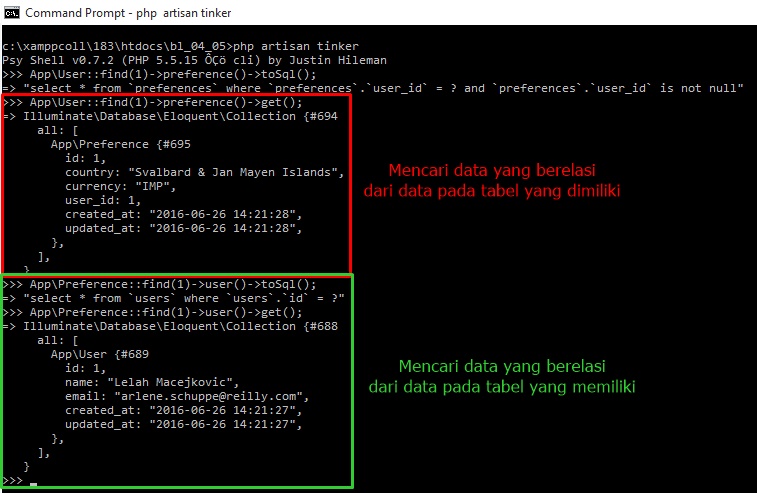 Command Prompt - php  artisan tinker
c:\xamppcoll\183\htdocs\bl_04_05>php artisan tinker
Psy Shell v0.7.2 (PHP 5.5.15 ÔÇö cli) by Justin Hileman
>>> App\User::find(1)->preference()->toSql();
=> "select * from `preferences` where `preferences`.`user_id` = ? and `preferences`.`user_id` is not null"
>>> App\User::find(1)->preference()->get();
=> Illuminate\Database\Eloquent\Collection {#694
all: [
App\Preference {#695
id: 1,
country: "Svalbard & Jan Mayen Islands",
currency: "IMP",
user_id: 1,
created_at: "2016-06-26 14:21:28",
updated_at: "2016-06-26 14:21:28",
},
],
}
Mencari data yang berelasi
dari data pada tabel yang dimiliki
>>> App\Preference::find(1)->user()->toSql();
=> "select * from `users` where `users`.`id` = ?"
>>> App\Preference::find(1)->user()->get();
=> Illuminate\Database\Eloquent\Collection {#688
all: [
App\User {#689
id: 1,
name: "Lelah Macejkovic",
email: "arlene.schuppe@reilly.com",
created_at: "2016-06-26 14:21:27",
updated_at: "2016-06-26 14:21:27",
},
],
}
>>>
Mencari data yang berelasi
dari data pada tabel yang memiliki